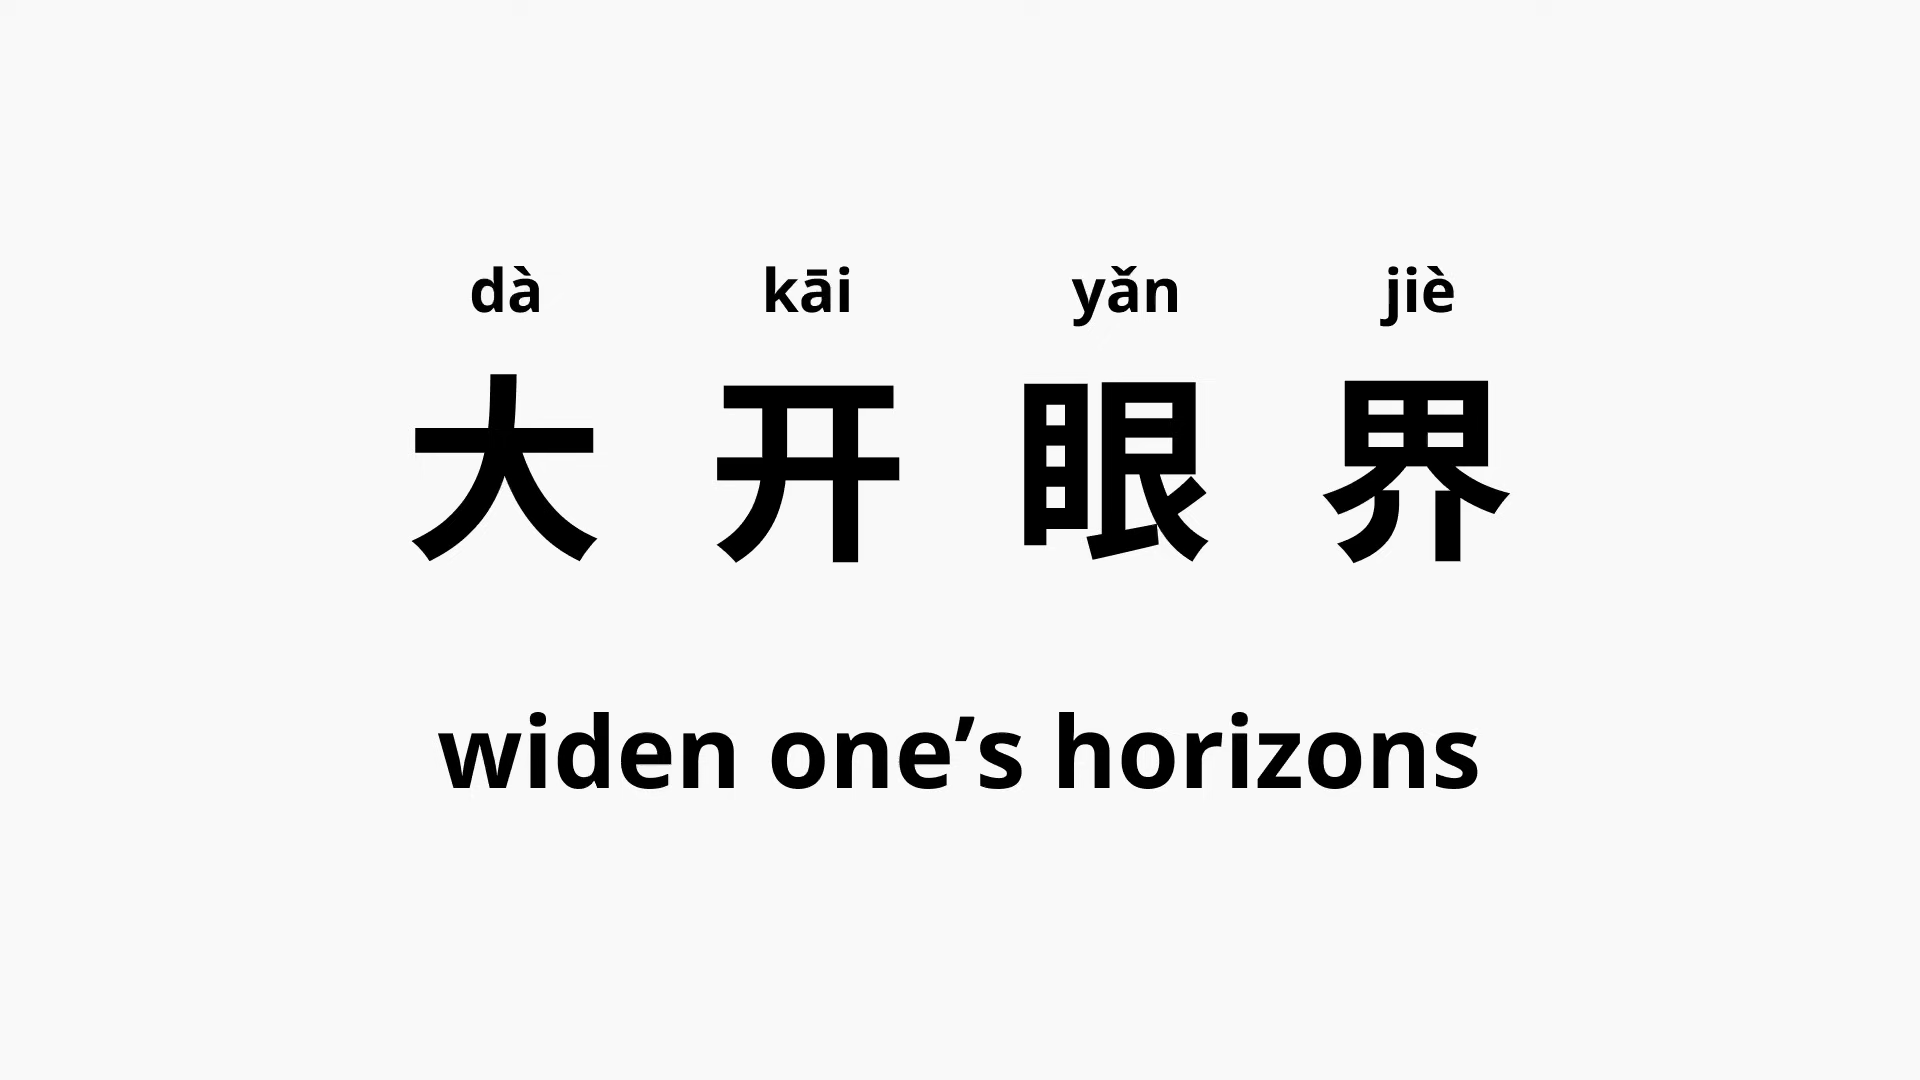 dà kāi yǎn jiè
大开眼界
widen one’s horizons